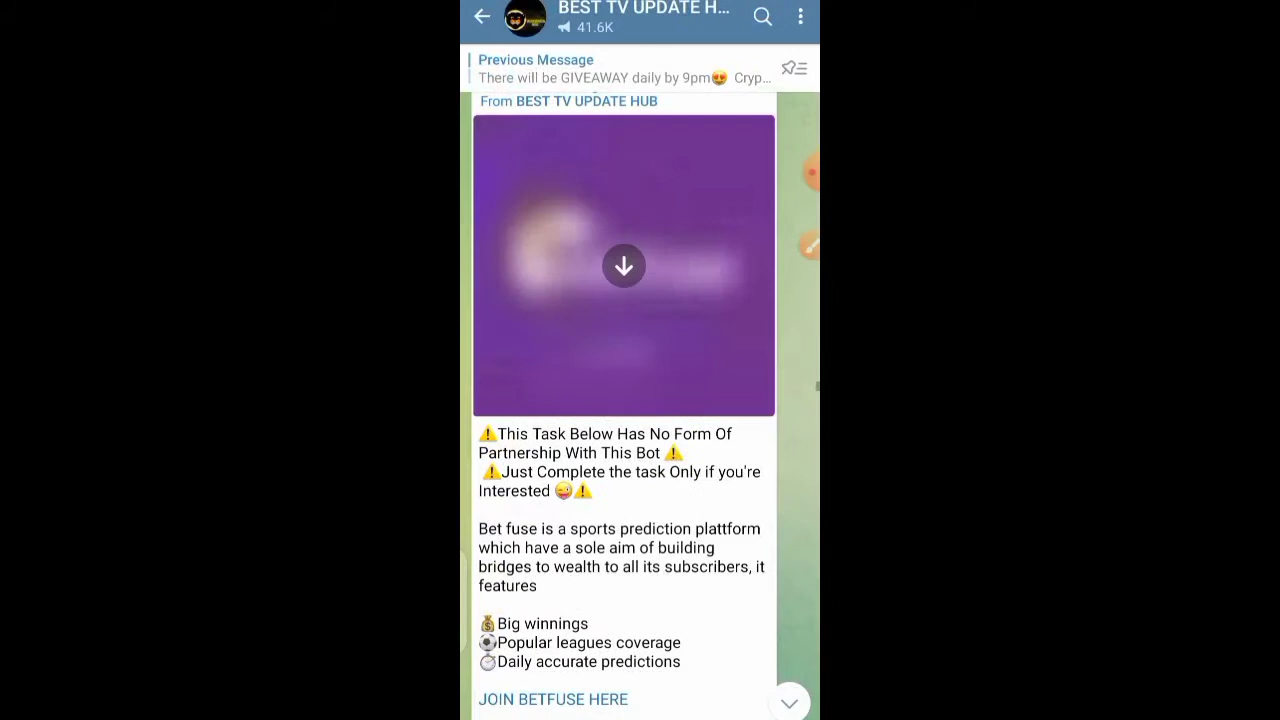 BEST TV UPDATE H...
41.6K
Previous Message
There will be GIVEAWAY daily by 9pm😍 Cryp...
From BEST TV UPDATE HUB
⚠️This Task Below Has No Form Of
Partnership With This Bot ⚠️
⚠️Just Complete the task Only if you're
Interested 😜⚠️
Bet fuse is a sports prediction plattform
which have a sole aim of building
bridges to wealth to all its subscribers, it
features
💰Big winnings
⚽Popular leagues coverage
⏱Daily accurate predictions
JOIN BETFUSE HERE